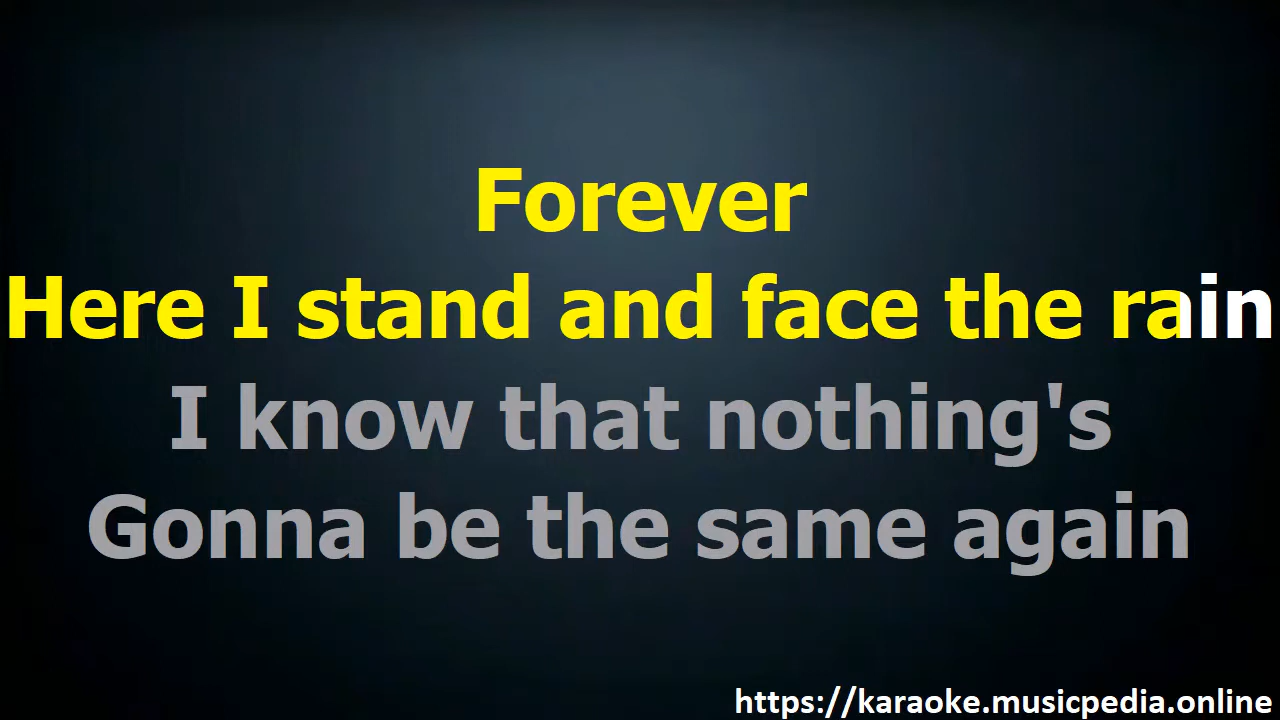 Forever
Here I stand and face the rain
I know that nothing's
Gonna be the same again
https://karaoke.musicpedia.online